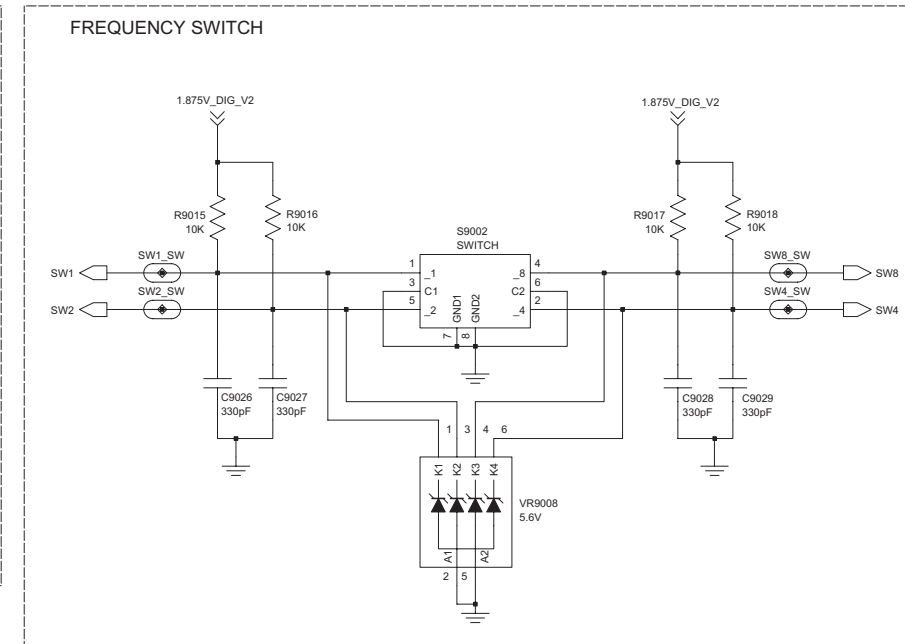 FREQUENCY SWITCH
1.875V_DIG_V2
1.875V_DIG_V2
R9015
10K
R9016
10K
R9017
10K
R9018
10K
S9002
SWITCH
SW1
SW1_SW
1
_1
_8
4
SW8_SW
SW8
3
C1
C2
6
SW2
SW2_SW
5
_2
_4
2
SW4_SW
SW4
GND1
GND2
7
8
C9026
330pF
C9027
330pF
C9028
330pF
C9029
330pF
1
3
4
6
K1
K2
K3
K4
VR9008
5.6V
A1
A2
2
5